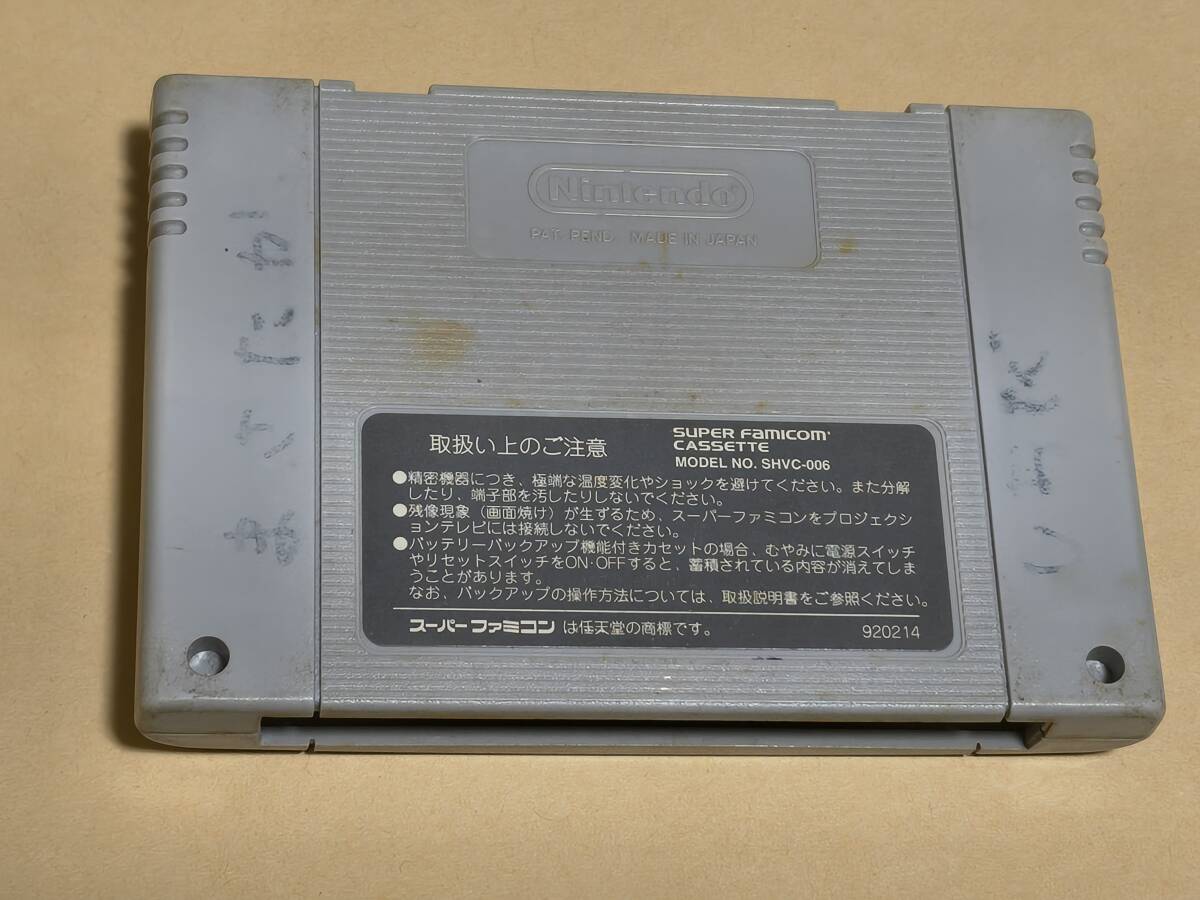 Nintendo
PAT. PEND. MADE IN JAPAN
取扱い上のご注意
SUPER FAMICOM
CASSETTE
MODEL NO. SHVC-006
●精密機器につき、極端な温度変化やショックを避けてください。また分解
したり、端子部を汚したりしないでください。
●残像現象（画面焼け）が生ずるため、スーパーファミコンをプロジェクシ
ョンテレビには接続しないでください。
●バッテリーバックアップ機能付きカセットの場合、むやみに電源スイッチ
やリセットスイッチをON・OFFすると、蓄積されている内容が消えてしま
うことがあります。
なお、バックアップの操作方法については、取扱説明書をご参照ください。
スーパーファミコンは任天堂の商標です。
920214